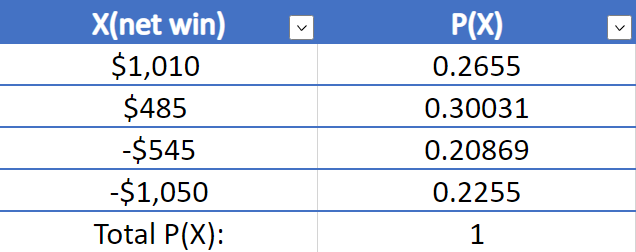 X(net win) P(X)
$1,010 0.2655
$485 0.30031
-$545 0.20869
-$1,050 0.2255
Total P(X): 1